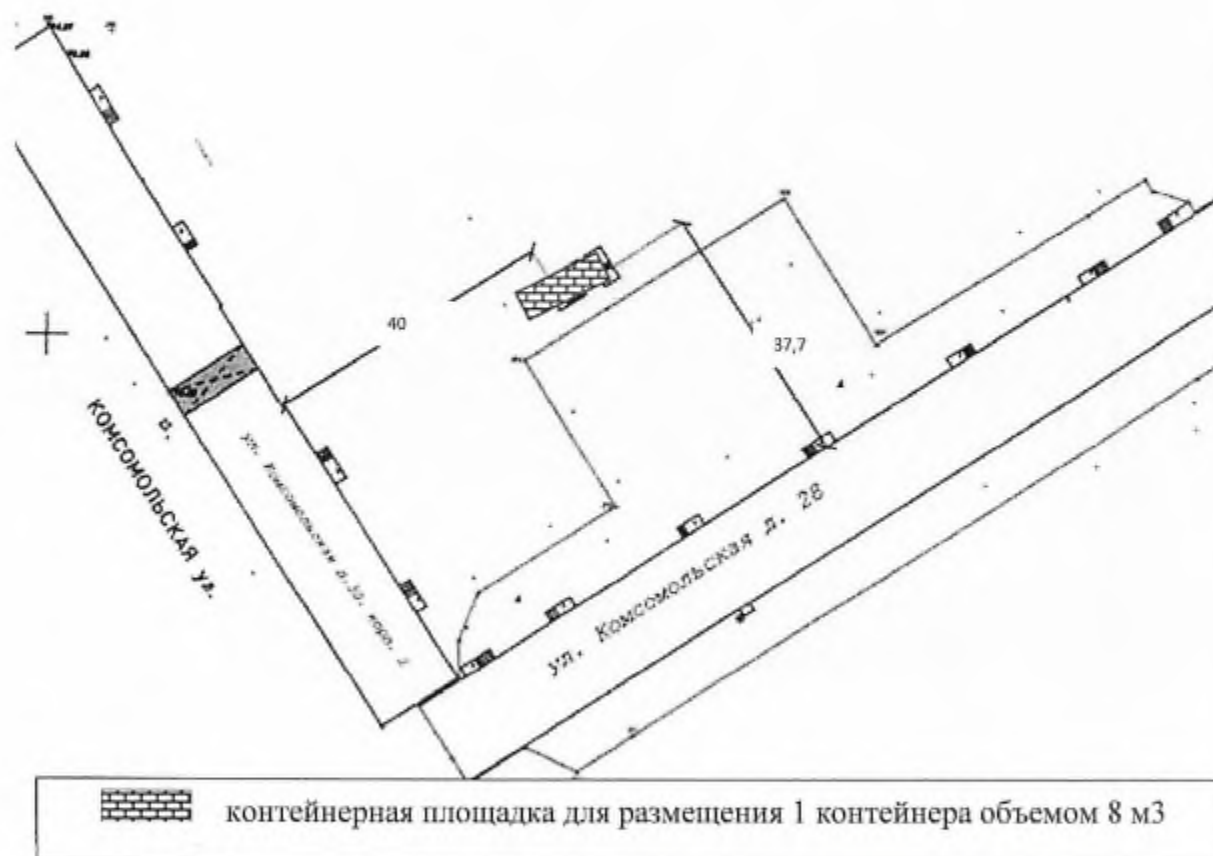 40
37,7
КОМСОМОЛЬСКАЯ УЛ.
ул. Комсомольская д. 28
контейнерная площадка для размещения 1 контейнера объемом 8 м3